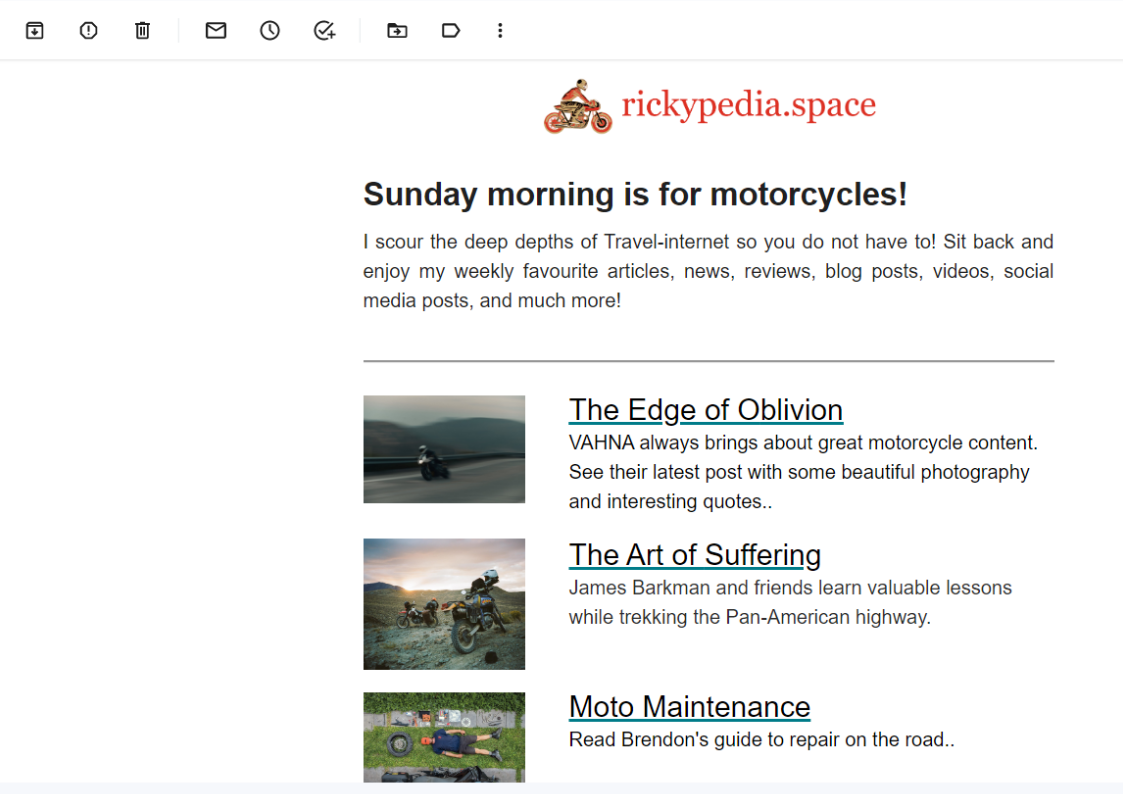 rickypedia.space
Sunday morning is for motorcycles!
I scour the deep depths of Travel-internet so you do not have to! Sit back and
enjoy my weekly favourite articles, news, reviews, blog posts, videos, social
media posts, and much more!
The Edge of Oblivion
VAHNA always brings about great motorcycle content.
See their latest post with some beautiful photography
and interesting quotes..
The Art of Suffering
James Barkman and friends learn valuable lessons
while trekking the Pan-American highway.
Moto Maintenance
Read Brendon's guide to repair on the road..